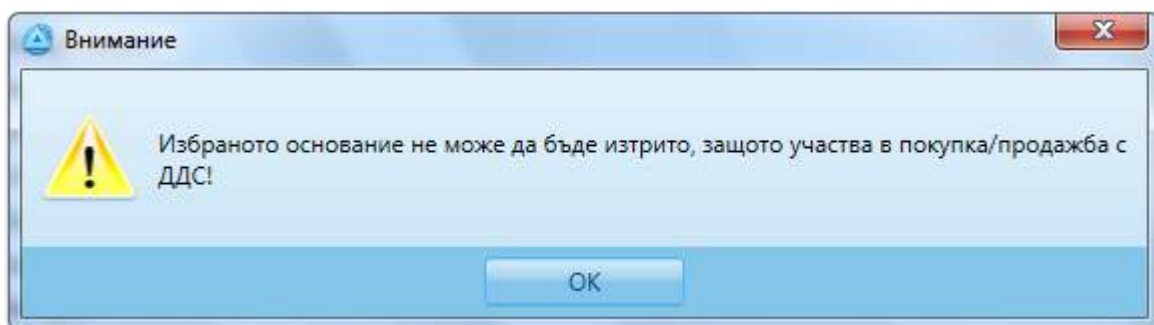 Внимание
Избраното основание не може да бъде изтрито, защото участва в покупка/продажба с
ДДС!
OK